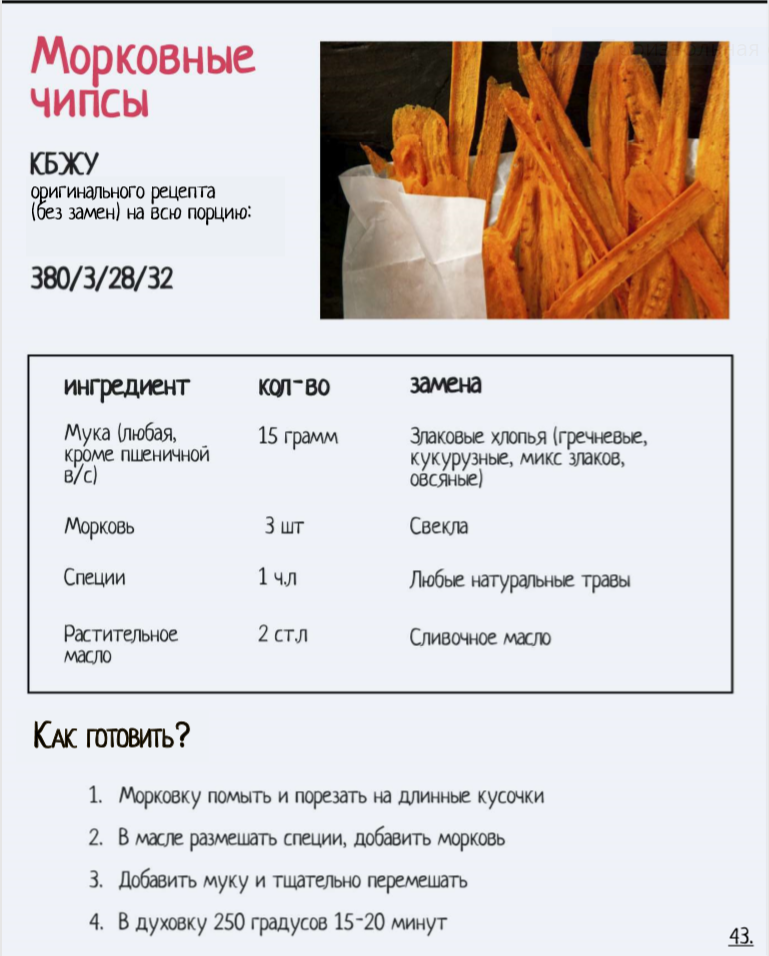 Морковные
чипсы
КБЖУ
оригинального рецепта
(без замен) на всю порцию:
380/3/28/32
ингредиент кол-во замена
Мука (любая, 15 грамм Злаковые хлопья (гречневые,
кроме пшеничной кукурузные, микс злаков,
в/с) овсяные)
Морковь 3 шт Свекла
Специи 1 ч.л Любые натуральные травы
Растительное 2 ст.л Сливочное масло
масло
Как готовить?
1. Морковку помыть и порезать на длинные кусочки
2. В масле размешать специи, добавить морковь
3. Добавить муку и тщательно перемешать
4. В духовку 250 градусов 15-20 минут
43.